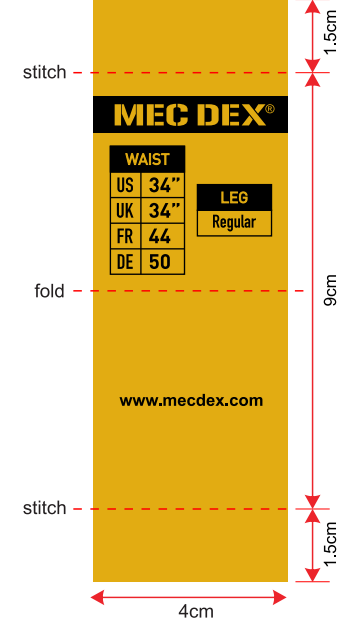 1.5cm
stitch
MEC DEX®
WAIST
US 34”
UK 34”
FR 44
DE 50
LEG
Regular
fold
9cm
www.mecdex.com
stitch
1.5cm
4cm